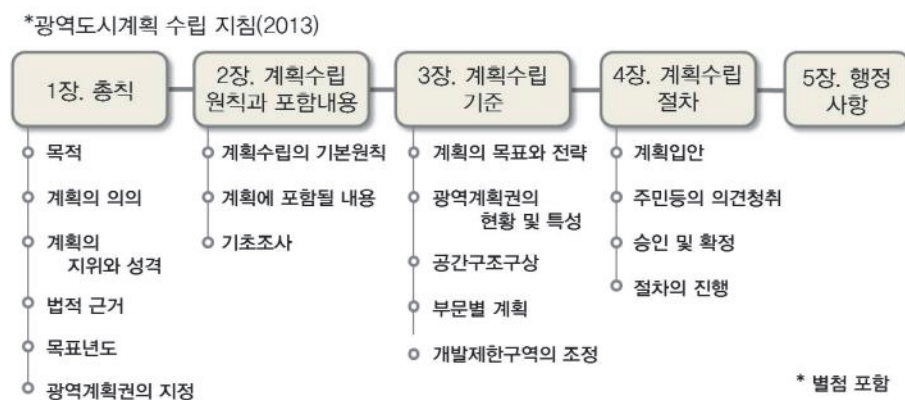 *광역도시계획 수립 지침(2013)
1장. 총칙
목적
계획의 의의
계획의
지위와 성격
법적 근거
목표년도
광역계획권의 지정
2장. 계획수립
원칙과 포함내용
계획수립의 기본원칙
계획에 포함될 내용
기초조사
3장. 계획수립
기준
계획의 목표와 전략
광역계획권의
현황 및 특성
공간구조구상
부문별 계획
개발제한구역의 조정
4장. 계획수립
절차
계획입안
주민등의 의견청취
승인 및 확정
절차의 진행
5장. 행정
사항
* 별첨 포함